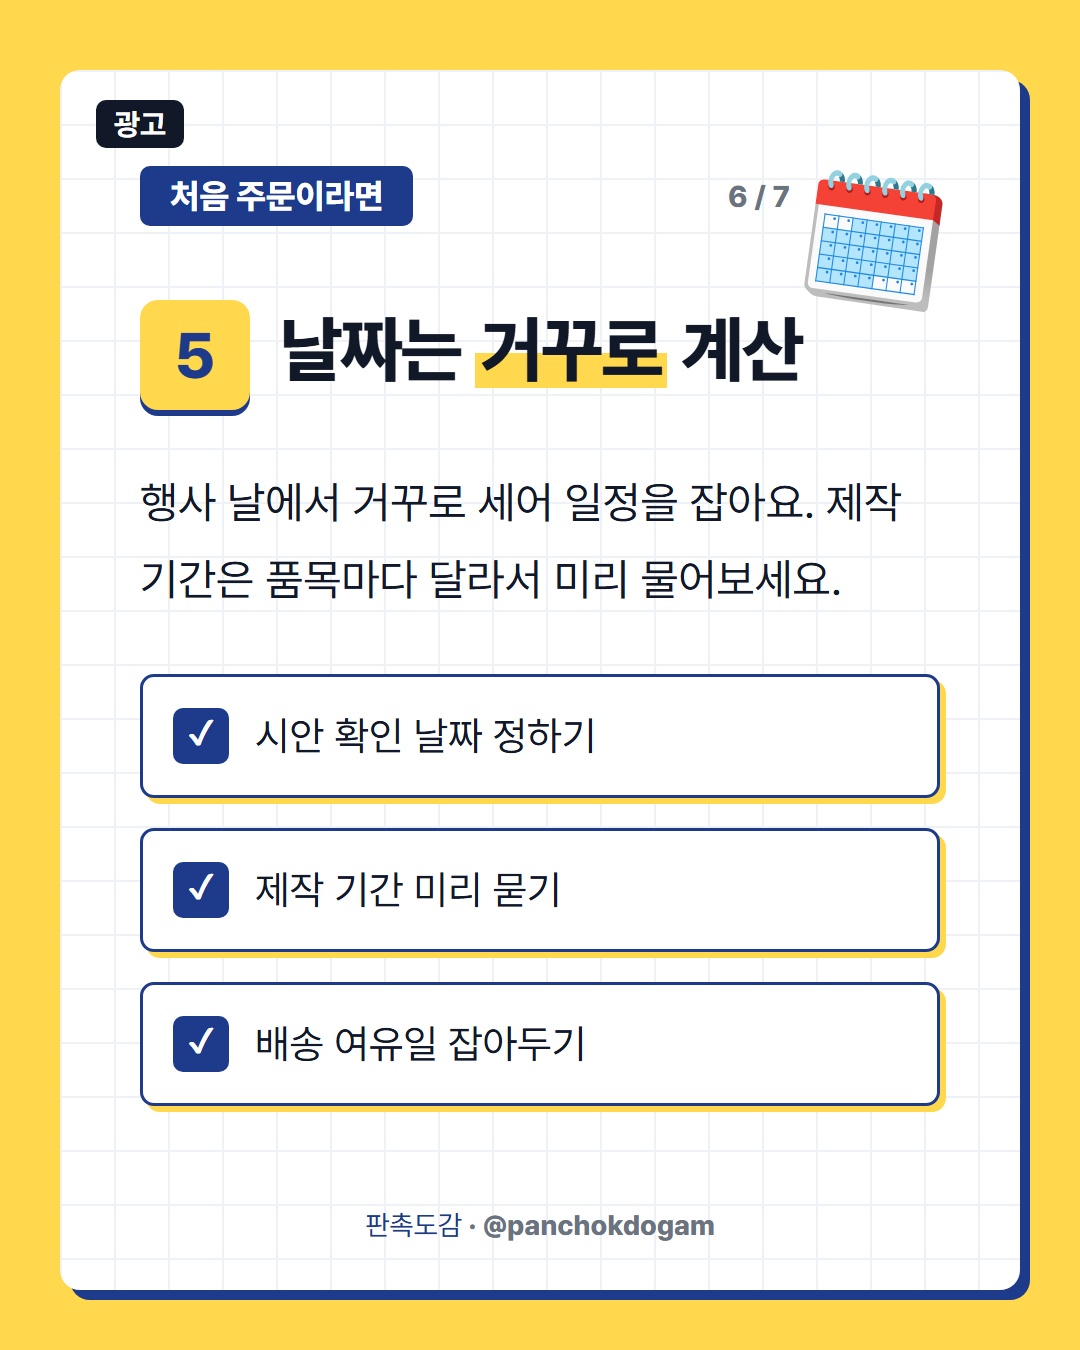 광고
처음 주문이라면
6 / 7
5
날짜는 거꾸로 계산
행사 날에서 거꾸로 세어 일정을 잡아요. 제작
기간은 품목마다 달라서 미리 물어보세요.
시안 확인 날짜 정하기
제작 기간 미리 묻기
배송 여유일 잡아두기
판촉도감 · @panchokdogam